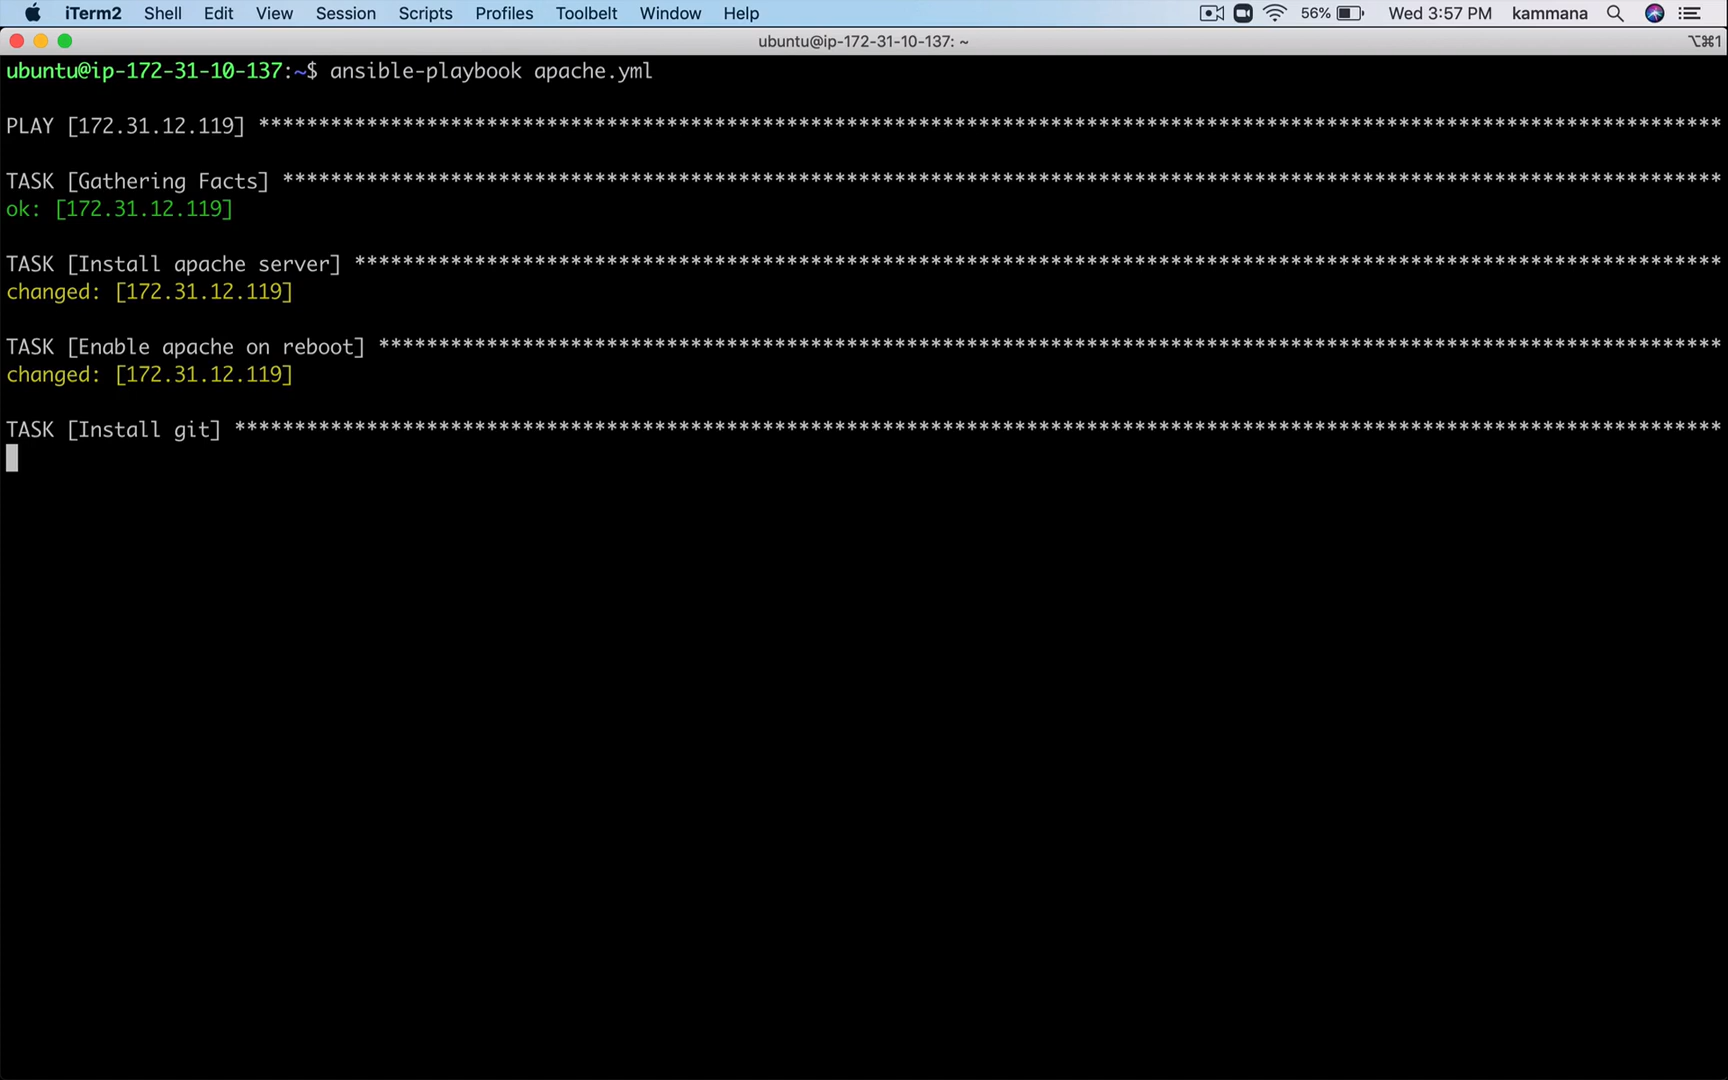 iTerm2 Shell Edit View Session Scripts Profiles Toolbelt Window Help 56% Wed 3:57 PM kammana
ubuntu@ip-172-31-10-137: ~ ⌥⌘1
ubuntu@ip-172-31-10-137:~$ ansible-playbook apache.yml
PLAY [172.31.12.119] **************************************************************************************************************************
TASK [Gathering Facts] ************************************************************************************************************************
ok: [172.31.12.119]
TASK [Install apache server] ******************************************************************************************************************
changed: [172.31.12.119]
TASK [Enable apache on reboot] ****************************************************************************************************************
changed: [172.31.12.119]
TASK [Install git] ****************************************************************************************************************************